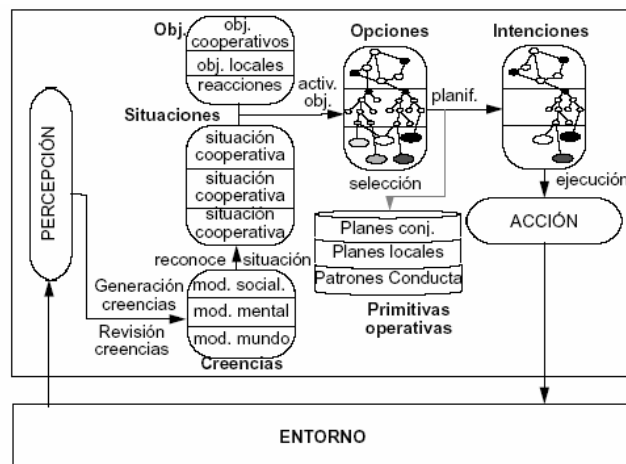 Obj.
obj.
cooperativos
obj. locales
reacciones
Opciones
Intenciones
activ.
obj.
planif.
Situaciones
situación
cooperativa
situación
cooperativa
situación
cooperativa
PERCEPCIÓN
selección
ejecución
ACCIÓN
Planes conj.
Planes locales
Patrones Conducta
Primitivas
operativas
reconoce situación
Generación
creencias
Revisión
creencias
mod. social.
mod. mental
mod. mundo
Creencias
ENTORNO